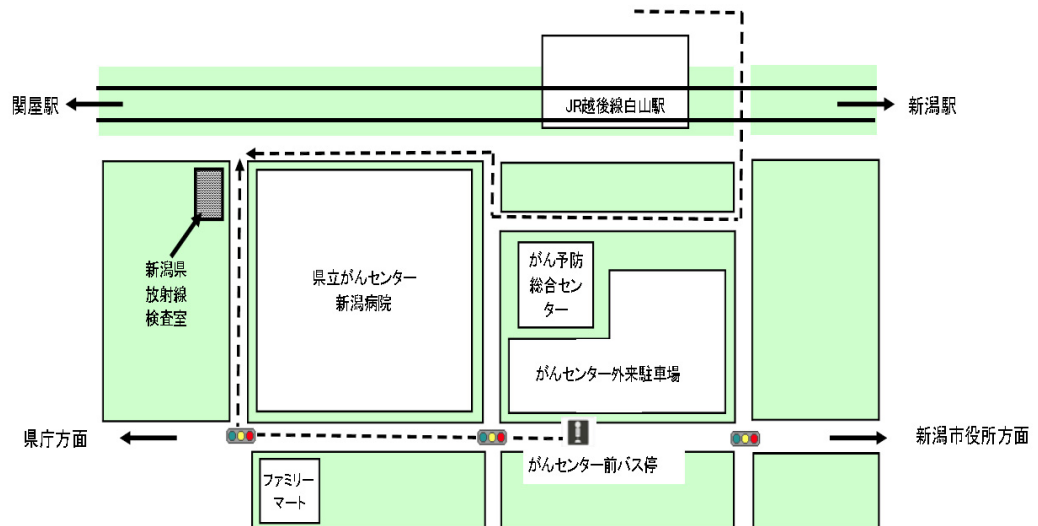 関屋駅
JR越後線白山駅
新潟駅
新潟県
放射線
検査室
県立がんセンター
新潟病院
がん予防
総合セン
ター
がんセンター外来駐車場
県庁方面
新潟市役所方面
がんセンター前バス停
ファミリー
マート